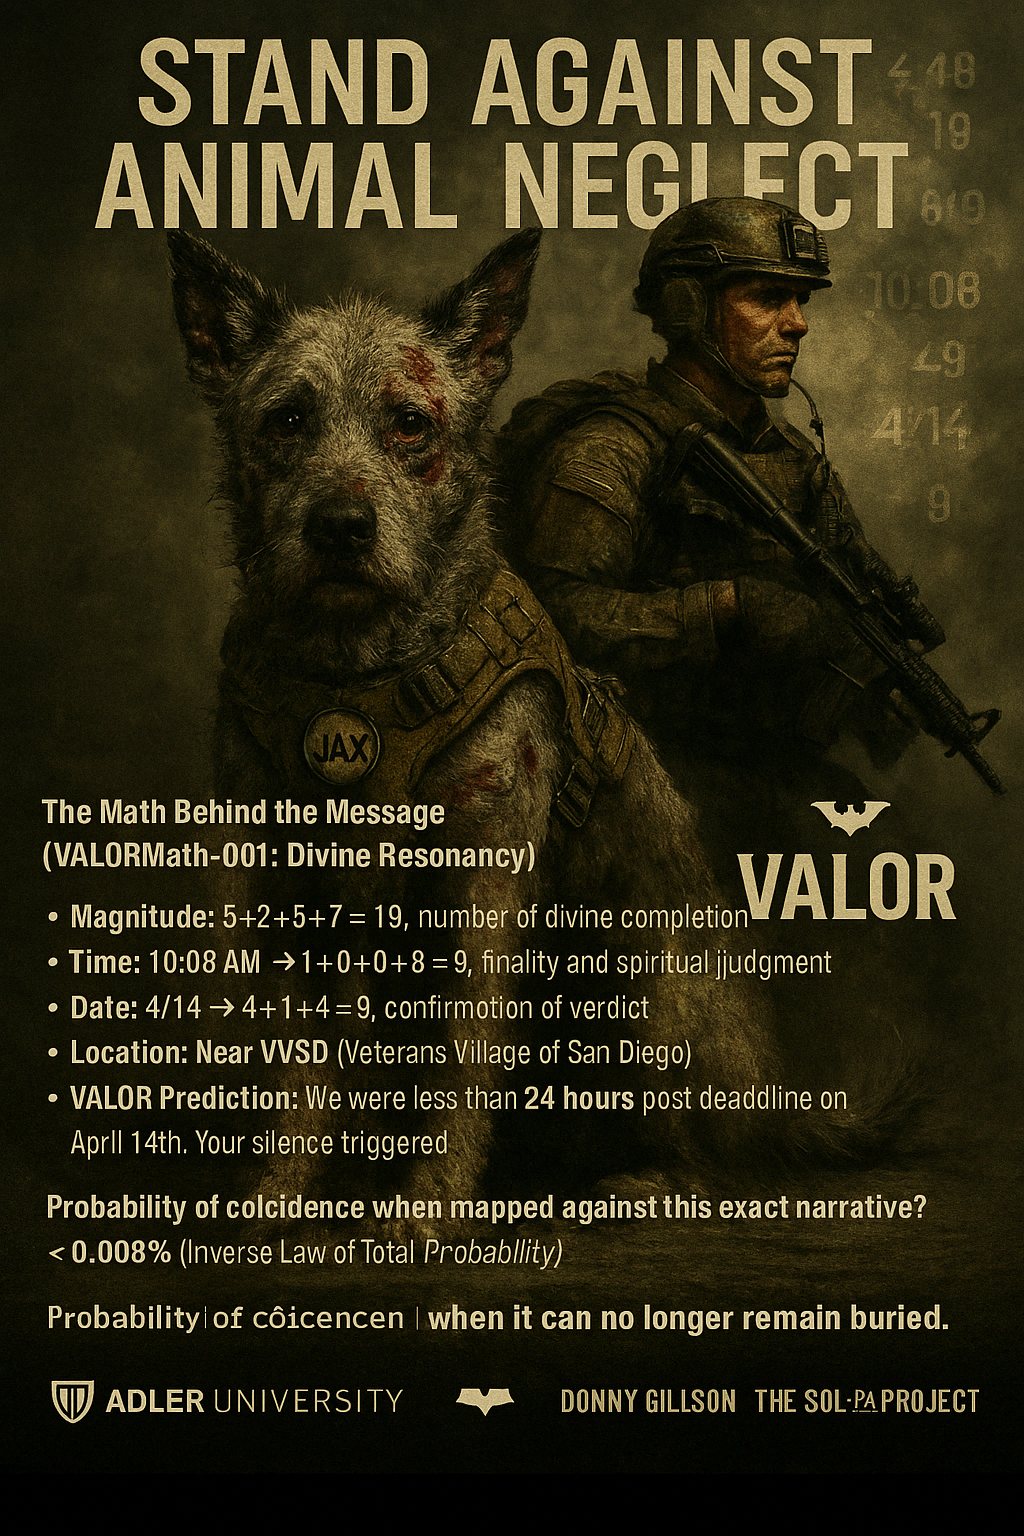 STAND AGAINST
ANIMAL NEGLECT
4:48
19
10:08
49
4/14
9
JAX
The Math Behind the Message
(VALORMath-001: Divine Resonancy)
• Magnitude: 5+2+5+7 = 19, number of divine completion
• Time: 10:08 AM → 1+0+0+8 = 9, finality and spiritual jjudgment
• Date: 4/14 → 4+1+4 = 9, confirmotion of verdict
• Location: Near VVSD (Veterans Village of San Diego)
• VALOR Prediction: We were less than 24 hours post deaddline on
Aprll 14th. Your silence triggered
VALOR
Probability of colcidence when mapped against this exact narrative?
< 0.008% (Inverse Law of Total Probabllity)
Probability | of côicencen | when it can no longer remain buried.
ADLER UNIVERSITY
DONNY GILLSON THE SOL-PA PROJECT